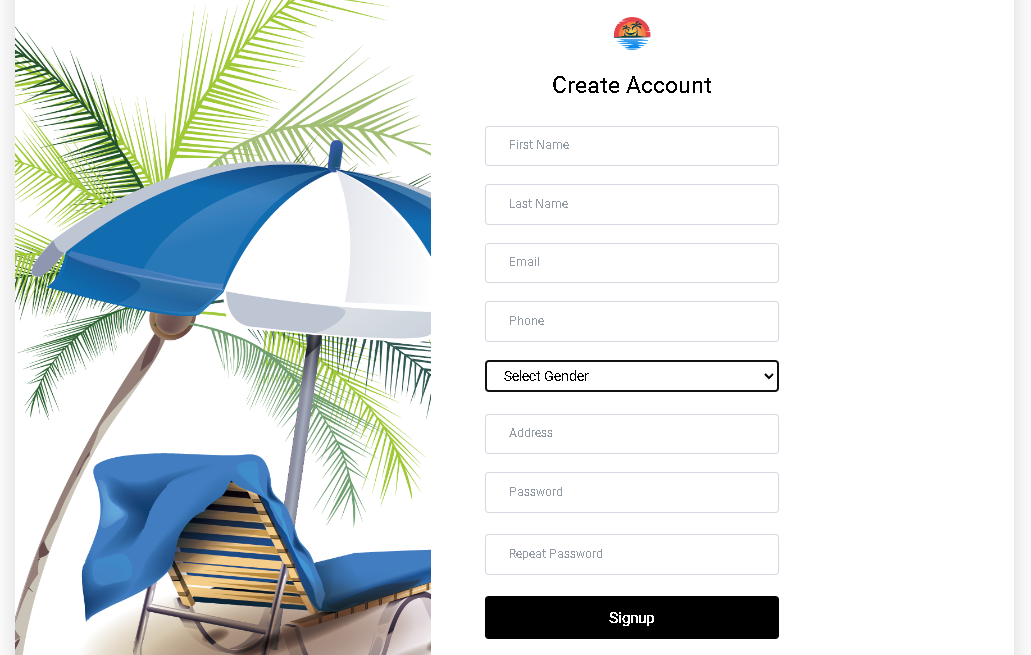 Create Account
First Name
Last Name
Email
Phone
Select Gender
Address
Password
Repeat Password
Signup